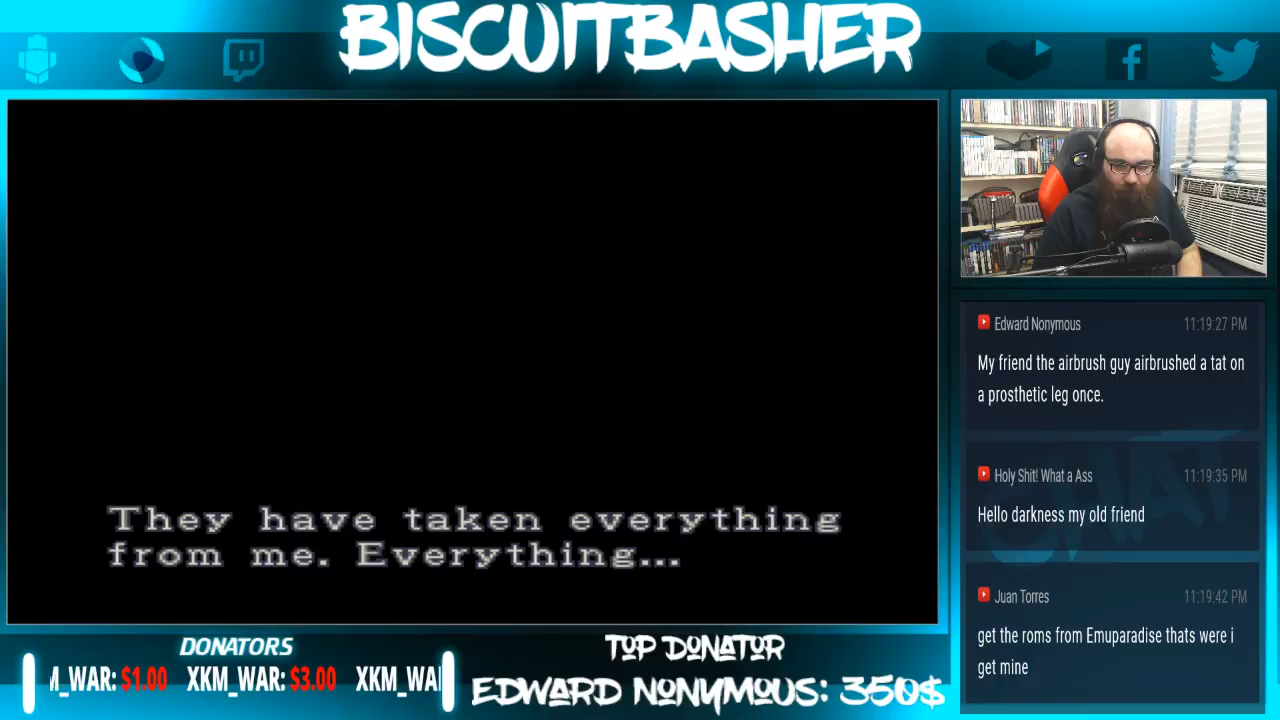 BISCUITBASHER
They have taken everything
from me. Everything...
Edward Nonymous 11:19:27 PM
My friend the airbrush guy airbrushed a tat on
a prosthetic leg once.
Holy Shit! What a Ass 11:19:35 PM
Hello darkness my old friend
Juan Torres 11:19:42 PM
get the roms from Emuparadise thats were i
get mine
DONATORS
M_WAR: $1.00 XKM_WAR: $3.00 XKM_WA
TOP DONATOR
EDWARD NONYMOUS: 350$